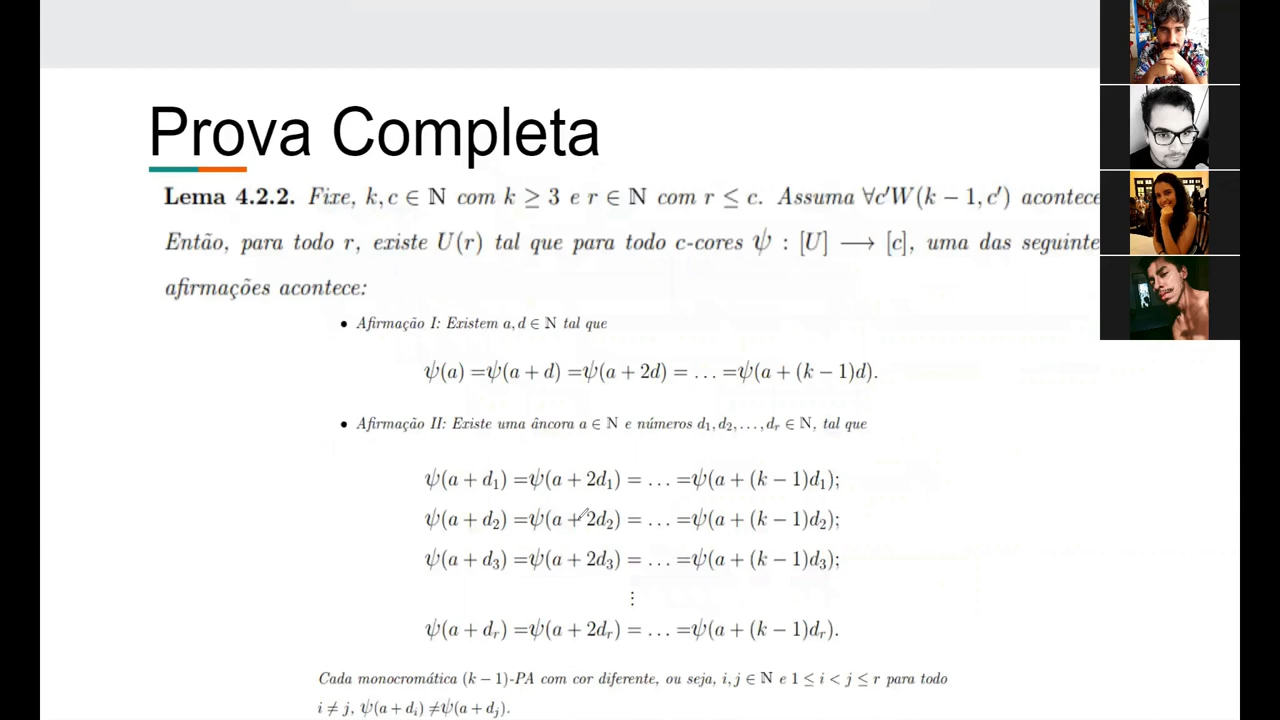 Prova Completa
Lema 4.2.2. Fixe, k, c ∈ ℕ com k ≥ 3 e r ∈ ℕ com r ≤ c. Assuma ∀c'W(k − 1, c') acontece
Então, para todo r, existe U(r) tal que para todo c-cores ψ : [U] ⟶ [c], uma das seguinte
afirmações acontece:
• Afirmação I: Existem a, d ∈ ℕ tal que
ψ(a) =ψ(a + d) =ψ(a + 2d) = … =ψ(a + (k − 1)d).
• Afirmação II: Existe uma âncora a ∈ ℕ e números d₁, d₂, …, dᵣ ∈ ℕ, tal que
ψ(a + d₁) =ψ(a + 2d₁) = … =ψ(a + (k − 1)d₁);
ψ(a + d₂) =ψ(a + 2d₂) = … =ψ(a + (k − 1)d₂);
ψ(a + d₃) =ψ(a + 2d₃) = … =ψ(a + (k − 1)d₃);
⋮
ψ(a + dᵣ) =ψ(a + 2dᵣ) = … =ψ(a + (k − 1)dᵣ).
Cada monocromática (k − 1)-PA com cor diferente, ou seja, i, j ∈ ℕ e 1 ≤ i < j ≤ r para todo
i ≠ j, ψ(a + dᵢ) ≠ψ(a + dⱼ).